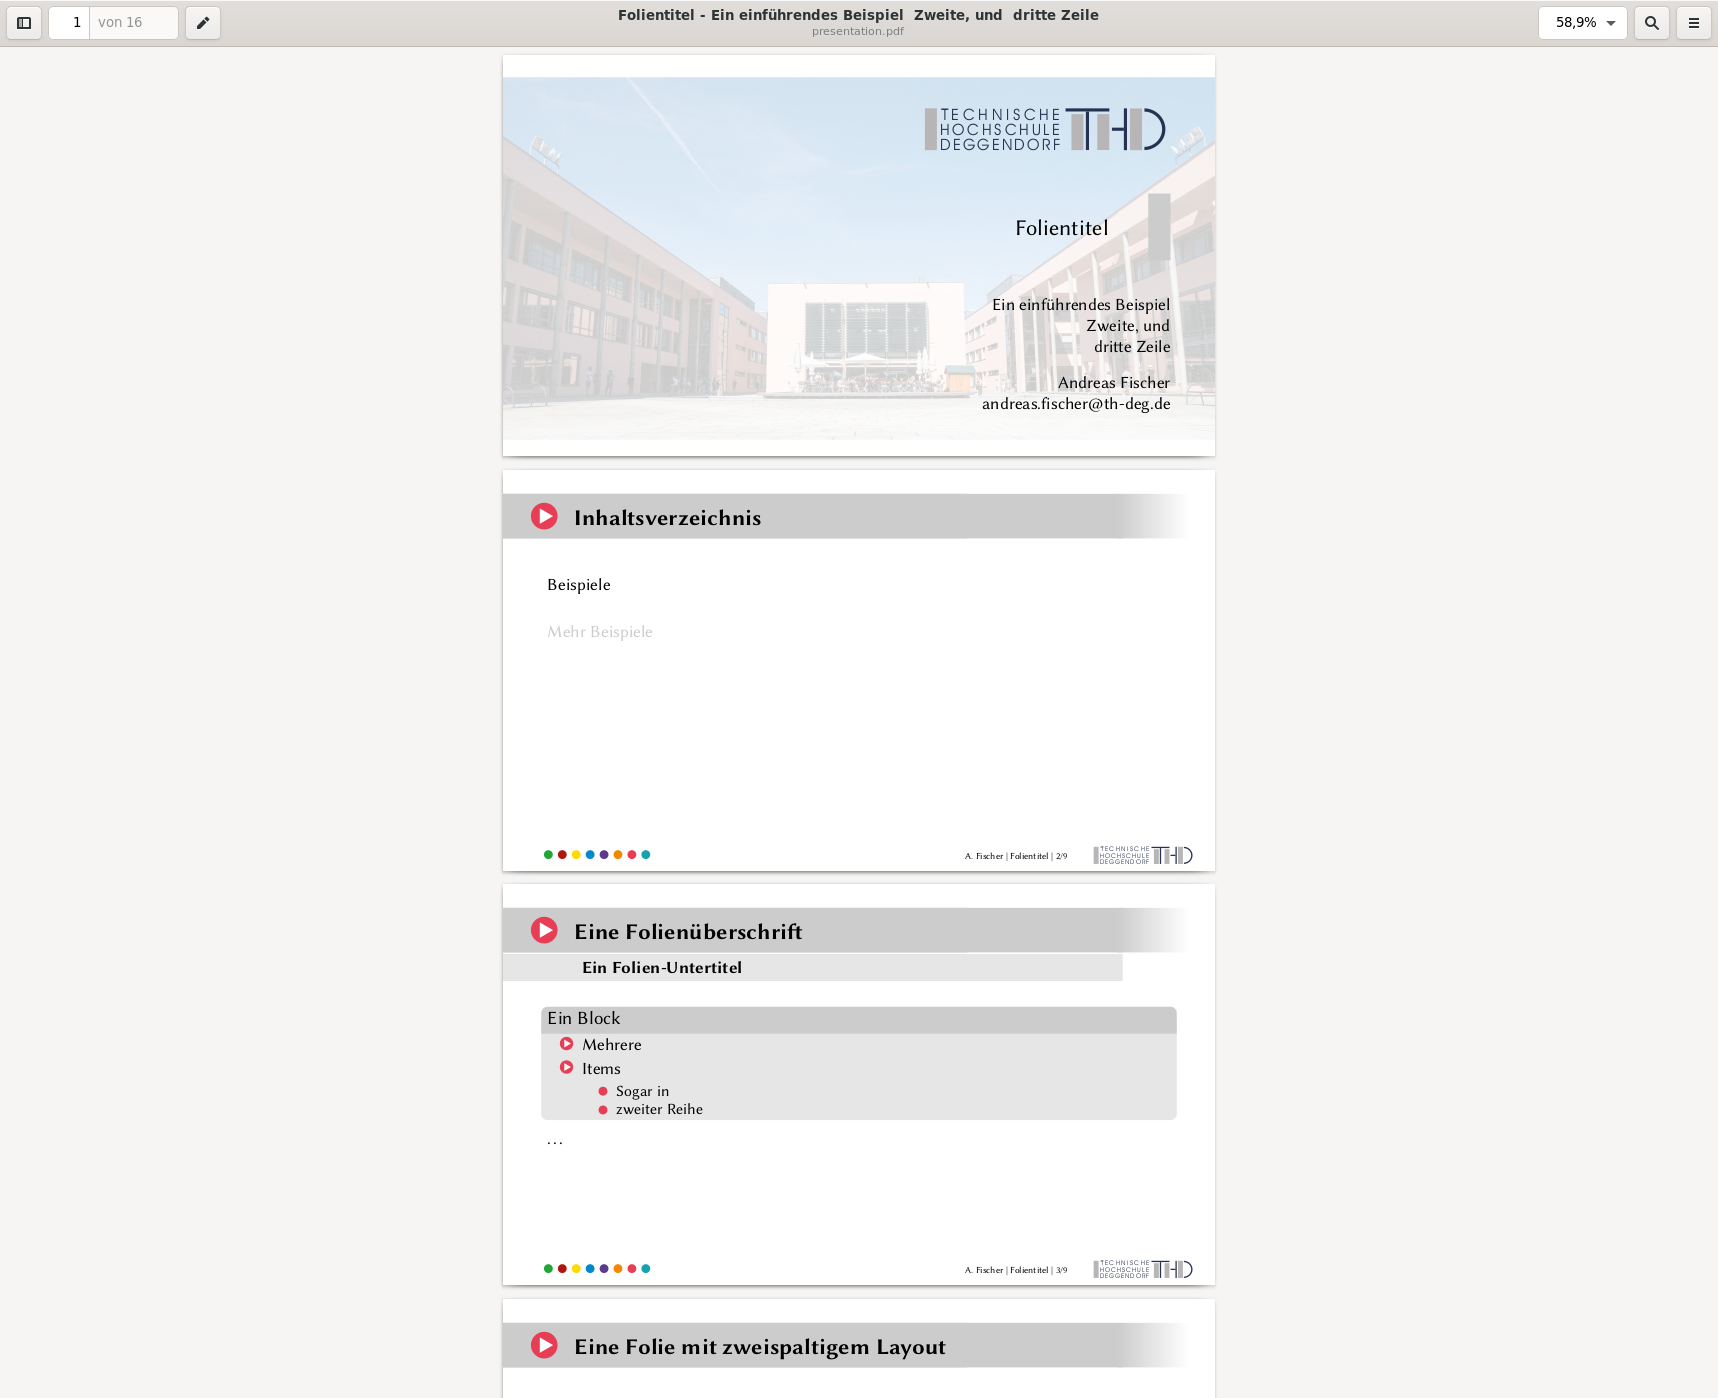 1
von 16
Folientitel - Ein einführendes Beispiel  Zweite, und  dritte Zeile
presentation.pdf
58,9%
TECHNISCHE
HOCHSCHULE
DEGGENDORF
THD
Folientitel
Ein einführendes Beispiel
Zweite, und
dritte Zeile
Andreas Fischer
andreas.fischer@th-deg.de
Inhaltsverzeichnis
Beispiele
Mehr Beispiele
A. Fischer | Folientitel | 2/9
TECHNISCHE
HOCHSCHULE
DEGGENDORF
THD
Eine Folienüberschrift
Ein Folien-Untertitel
Ein Block
Mehrere
Items
Sogar in
zweiter Reihe
...
A. Fischer | Folientitel | 3/9
TECHNISCHE
HOCHSCHULE
DEGGENDORF
THD
Eine Folie mit zweispaltigem Layout